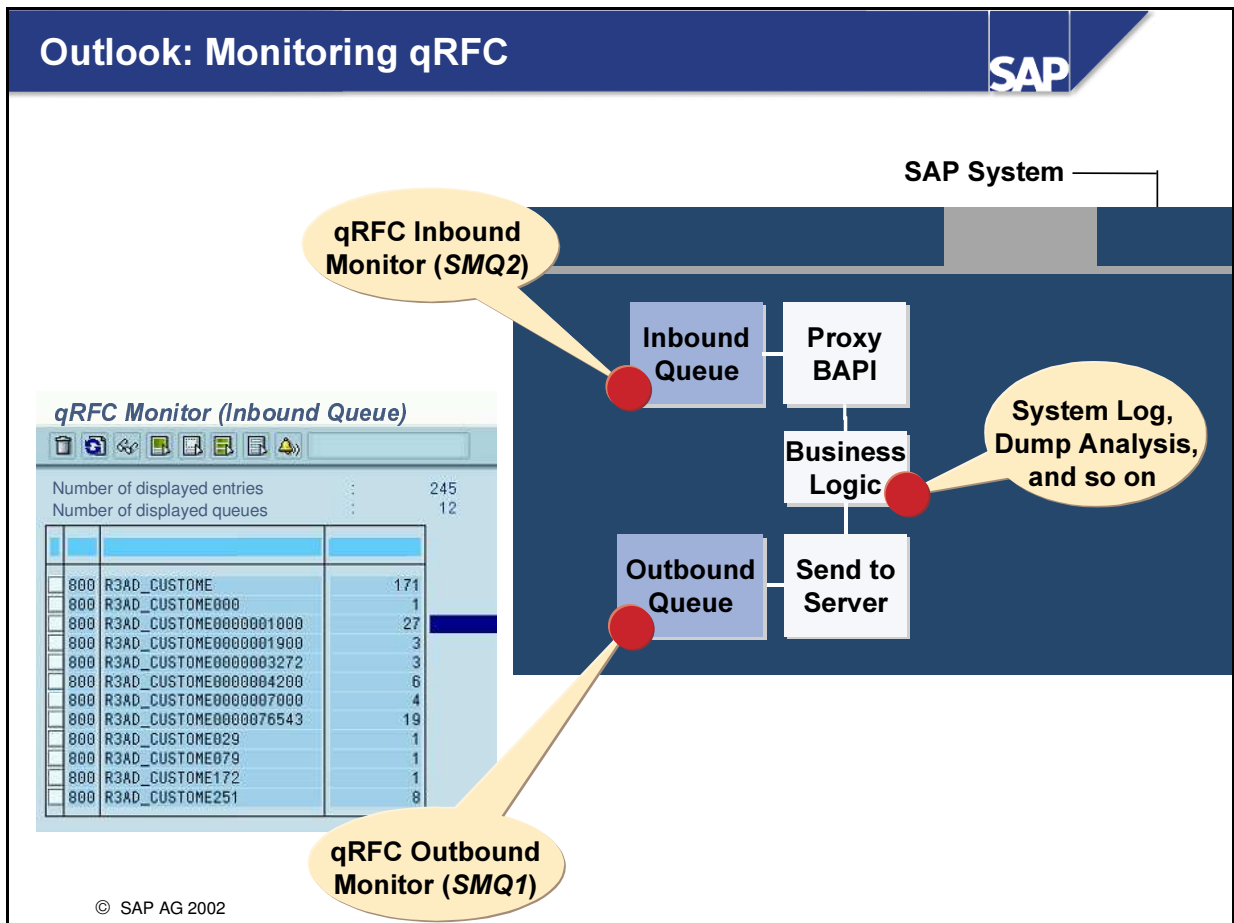 Outlook: Monitoring qRFC
SAP
SAP System
qRFC Inbound
Monitor (SMQ2)
Inbound
Queue
Proxy
BAPI
System Log,
Dump Analysis,
and so on
Business
Logic
Outbound
Queue
Send to
Server
qRFC Monitor (Inbound Queue)
Number of displayed entries : 245
Number of displayed queues : 12
800 R3AD_CUSTOME 171
800 R3AD_CUSTOME000 1
800 R3AD_CUSTOME0000001000 27
800 R3AD_CUSTOME0000001900 3
800 R3AD_CUSTOME0000003272 3
800 R3AD_CUSTOME0000004200 6
800 R3AD_CUSTOME0000007000 4
800 R3AD_CUSTOME0000076543 19
800 R3AD_CUSTOME029 1
800 R3AD_CUSTOME079 1
800 R3AD_CUSTOME172 1
800 R3AD_CUSTOME251 8
qRFC Outbound
Monitor (SMQ1)
© SAP AG 2002